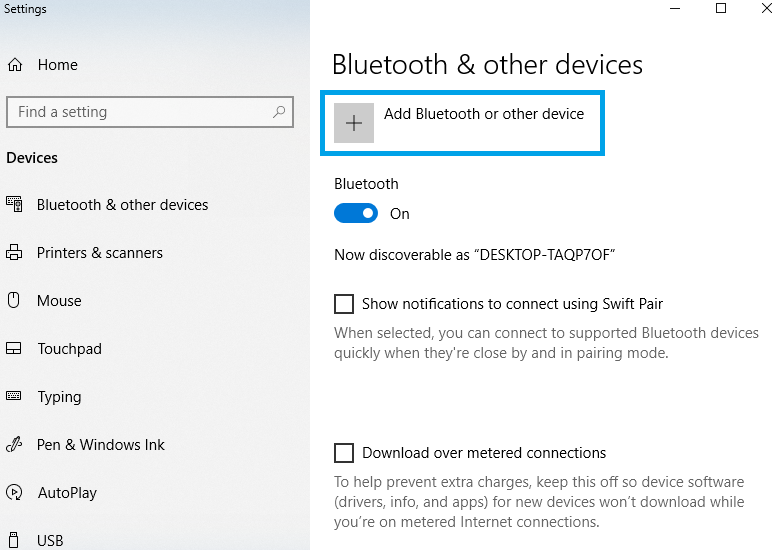 Settings
Home
Find a setting
Devices
Bluetooth & other devices
Printers & scanners
Mouse
Touchpad
Typing
Pen & Windows Ink
AutoPlay
USB
Bluetooth & other devices
Add Bluetooth or other device
Bluetooth
On
Now discoverable as “DESKTOP-TAQP7OF”
Show notifications to connect using Swift Pair
When selected, you can connect to supported Bluetooth devices
quickly when they're close by and in pairing mode.
Download over metered connections
To help prevent extra charges, keep this off so device software
(drivers, info, and apps) for new devices won’t download while
you’re on metered Internet connections.